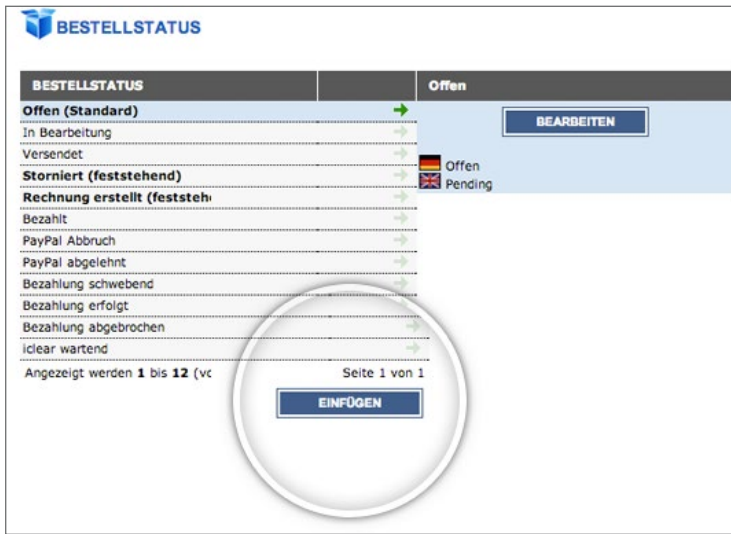 BESTELLSTATUS
BESTELLSTATUS
Offen (Standard)
In Bearbeitung
Versendet
Storniert (feststehend)
Rechnung erstellt (feststeh
Bezahlt
PayPal Abbruch
PayPal abgelehnt
Bezahlung schwebend
Bezahlung erfolgt
Bezahlung abgebrochen
iclear wartend
Angezeigt werden 1 bis 12 (vo
Seite 1 von 1
EINFÜGEN
Offen
BEARBEITEN
Offen
Pending